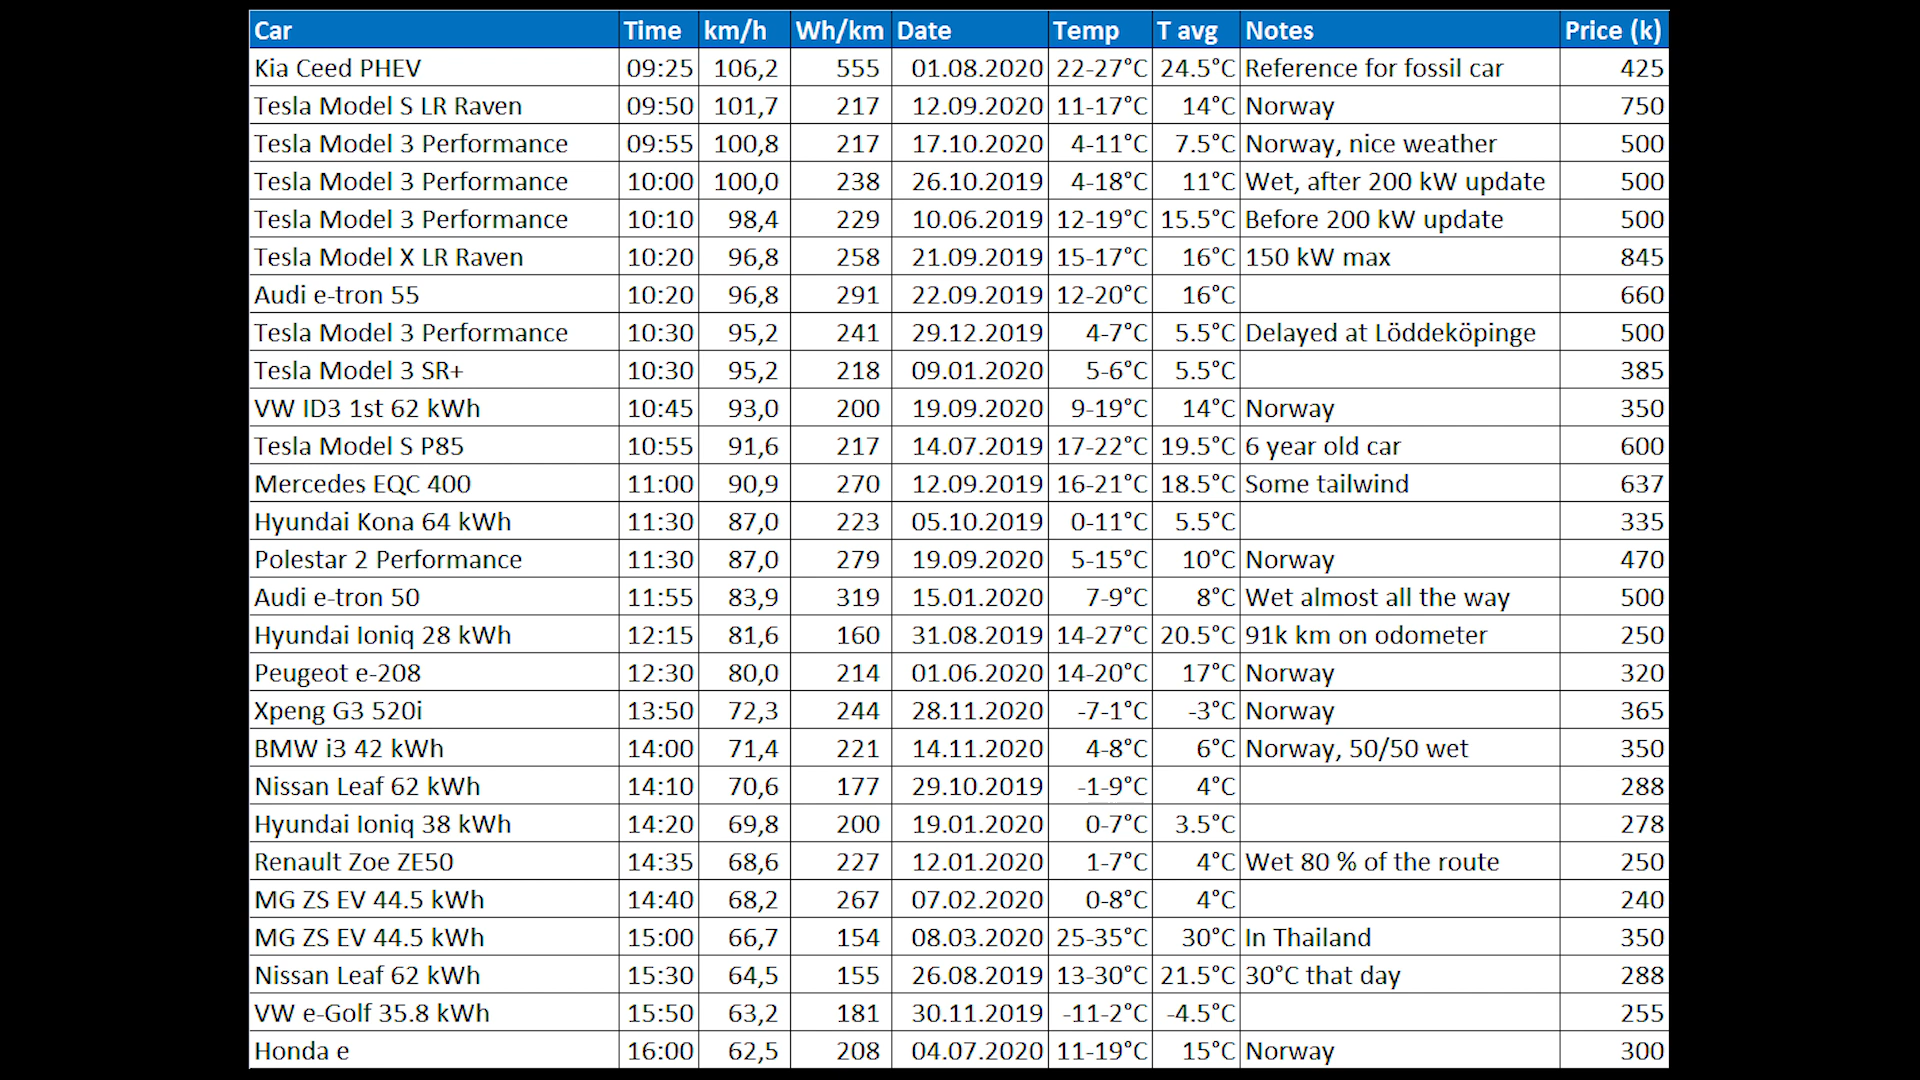 Car Time km/h Wh/km Date Temp T avg Notes Price (k)
Kia Ceed PHEV 09:25 106,2 555 01.08.2020 22-27°C 24.5°C Reference for fossil car 425
Tesla Model S LR Raven 09:50 101,7 217 12.09.2020 11-17°C 14°C Norway 750
Tesla Model 3 Performance 09:55 100,8 217 17.10.2020 4-11°C 7.5°C Norway, nice weather 500
Tesla Model 3 Performance 10:00 100,0 238 26.10.2019 4-18°C 11°C Wet, after 200 kW update 500
Tesla Model 3 Performance 10:10 98,4 229 10.06.2019 12-19°C 15.5°C Before 200 kW update 500
Tesla Model X LR Raven 10:20 96,8 258 21.09.2019 15-17°C 16°C 150 kW max 845
Audi e-tron 55 10:20 96,8 291 22.09.2019 12-20°C 16°C 660
Tesla Model 3 Performance 10:30 95,2 241 29.12.2019 4-7°C 5.5°C Delayed at Löddeköpinge 500
Tesla Model 3 SR+ 10:30 95,2 218 09.01.2020 5-6°C 5.5°C 385
VW ID3 1st 62 kWh 10:45 93,0 200 19.09.2020 9-19°C 14°C Norway 350
Tesla Model S P85 10:55 91,6 217 14.07.2019 17-22°C 19.5°C 6 year old car 600
Mercedes EQC 400 11:00 90,9 270 12.09.2019 16-21°C 18.5°C Some tailwind 637
Hyundai Kona 64 kWh 11:30 87,0 223 05.10.2019 0-11°C 5.5°C 335
Polestar 2 Performance 11:30 87,0 279 19.09.2020 5-15°C 10°C Norway 470
Audi e-tron 50 11:55 83,9 319 15.01.2020 7-9°C 8°C Wet almost all the way 500
Hyundai Ioniq 28 kWh 12:15 81,6 160 31.08.2019 14-27°C 20.5°C 91k km on odometer 250
Peugeot e-208 12:30 80,0 214 01.06.2020 14-20°C 17°C Norway 320
Xpeng G3 520i 13:50 72,3 244 28.11.2020 -7-1°C -3°C Norway 365
BMW i3 42 kWh 14:00 71,4 221 14.11.2020 4-8°C 6°C Norway, 50/50 wet 350
Nissan Leaf 62 kWh 14:10 70,6 177 29.10.2019 -1-9°C 4°C 288
Hyundai Ioniq 38 kWh 14:20 69,8 200 19.01.2020 0-7°C 3.5°C 278
Renault Zoe ZE50 14:35 68,6 227 12.01.2020 1-7°C 4°C Wet 80 % of the route 250
MG ZS EV 44.5 kWh 14:40 68,2 267 07.02.2020 0-8°C 4°C 240
MG ZS EV 44.5 kWh 15:00 66,7 154 08.03.2020 25-35°C 30°C In Thailand 350
Nissan Leaf 62 kWh 15:30 64,5 155 26.08.2019 13-30°C 21.5°C 30°C that day 288
VW e-Golf 35.8 kWh 15:50 63,2 181 30.11.2019 -11-2°C -4.5°C 255
Honda e 16:00 62,5 208 04.07.2020 11-19°C 15°C Norway 300